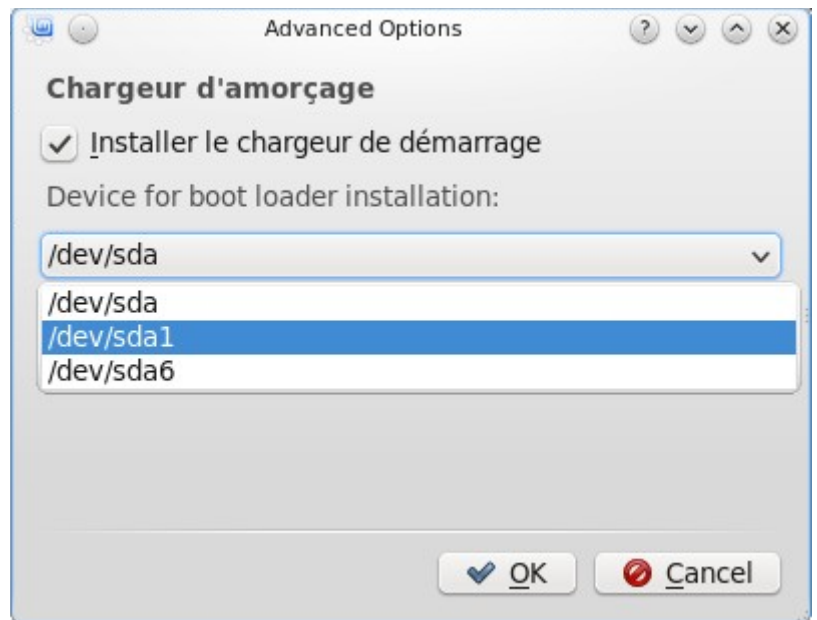 Advanced Options
Chargeur d'amorçage
Installer le chargeur de démarrage
Device for boot loader installation:
/dev/sda
/dev/sda
/dev/sda1
/dev/sda6
OK
Cancel